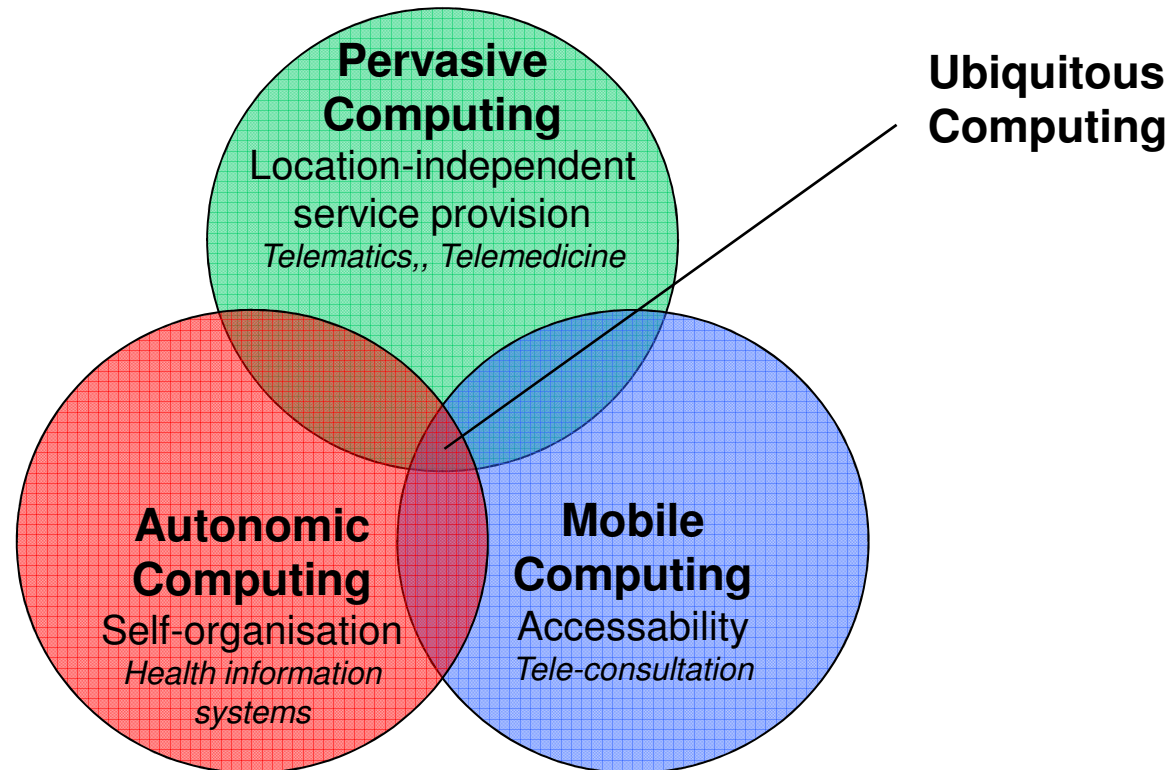 Pervasive
Computing
Location-independent
service provision
Telematics,, Telemedicine
Ubiquitous
Computing
Autonomic
Computing
Self-organisation
Health information
systems
Mobile
Computing
Accessability
Tele-consultation